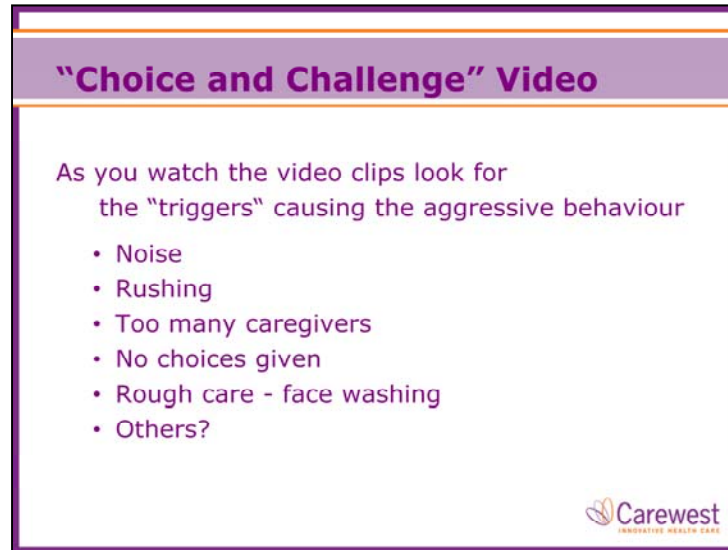 “Choice and Challenge” Video
As you watch the video clips look for
the “triggers“ causing the aggressive behaviour
• Noise
• Rushing
• Too many caregivers
• No choices given
• Rough care - face washing
• Others?
Carewest
INNOVATIVE HEALTH CARE